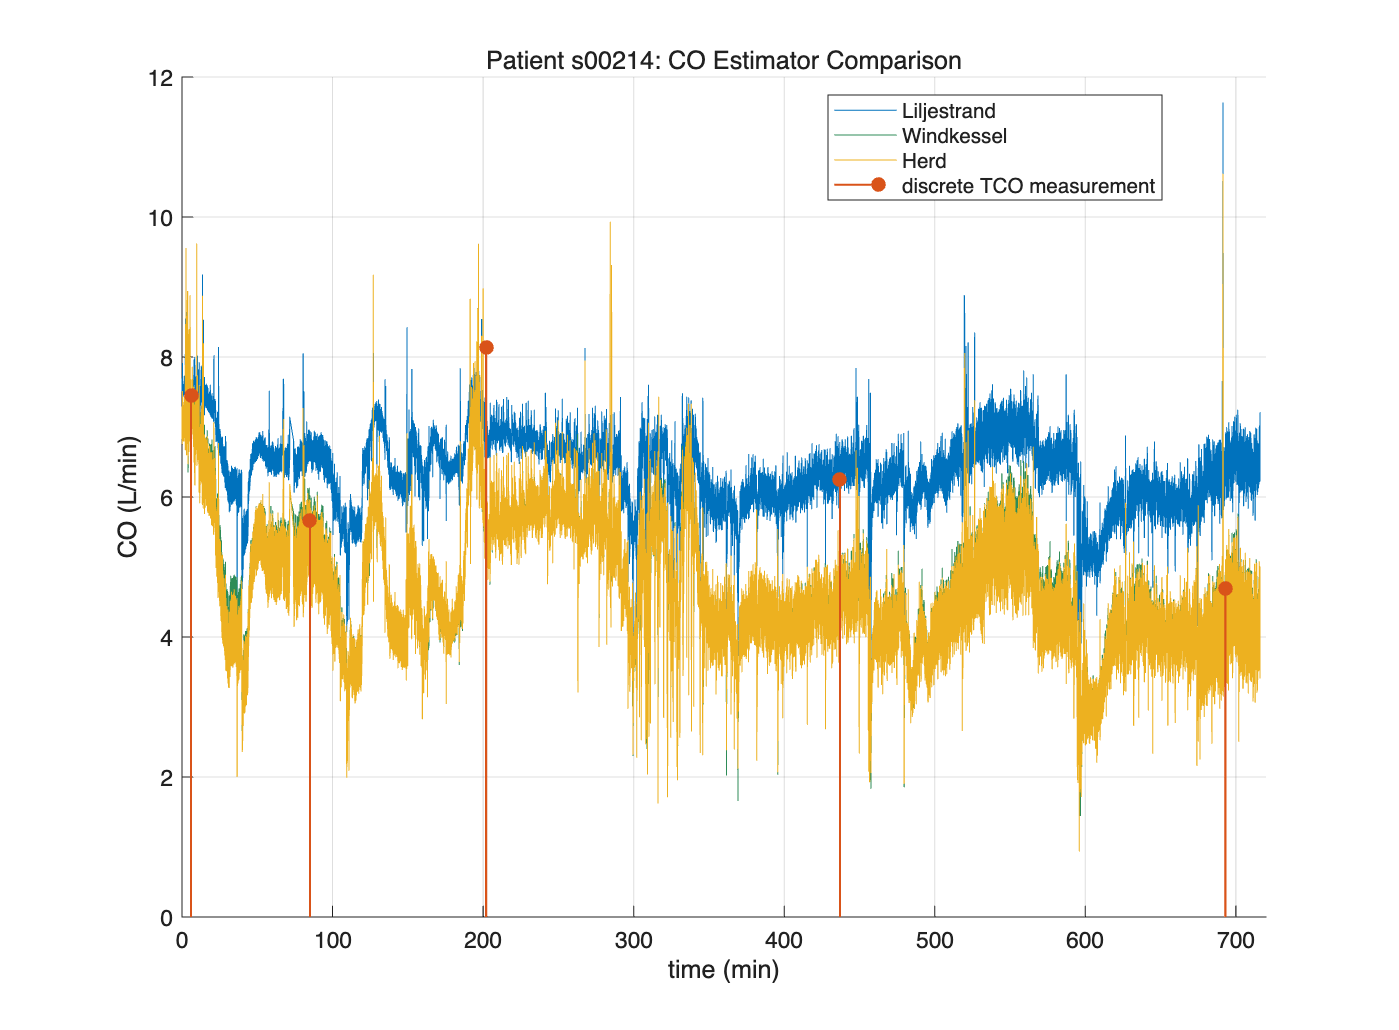 Patient s00214: CO Estimator Comparison
12
10
8
6
4
2
0
CO (L/min)
Liljestrand
Windkessel
Herd
discrete TCO measurement
0 100 200 300 400 500 600 700
time (min)